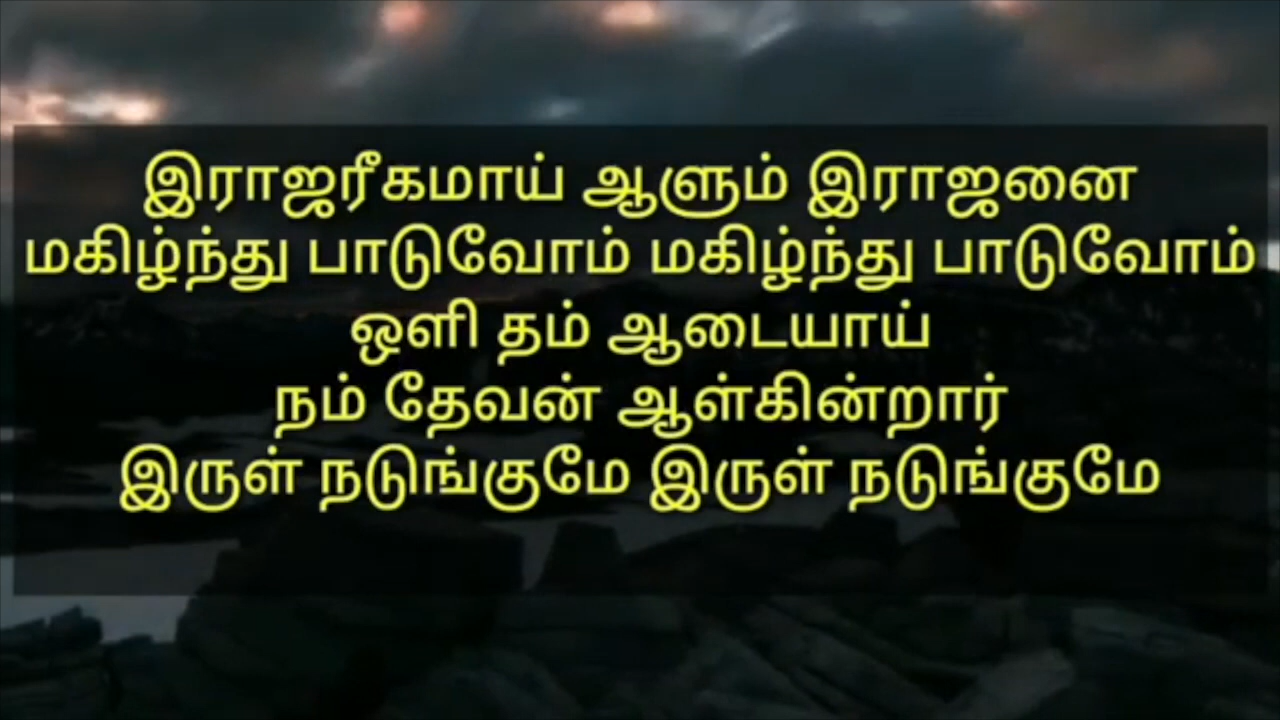 இராஜரீகமாய் ஆளும் இராஜனை
மகிழ்ந்து பாடுவோம் மகிழ்ந்து பாடுவோம்
ஒளி தம் ஆடையாய்
நம் தேவன் ஆள்கின்றார்
இருள் நடுங்குமே இருள் நடுங்குமே